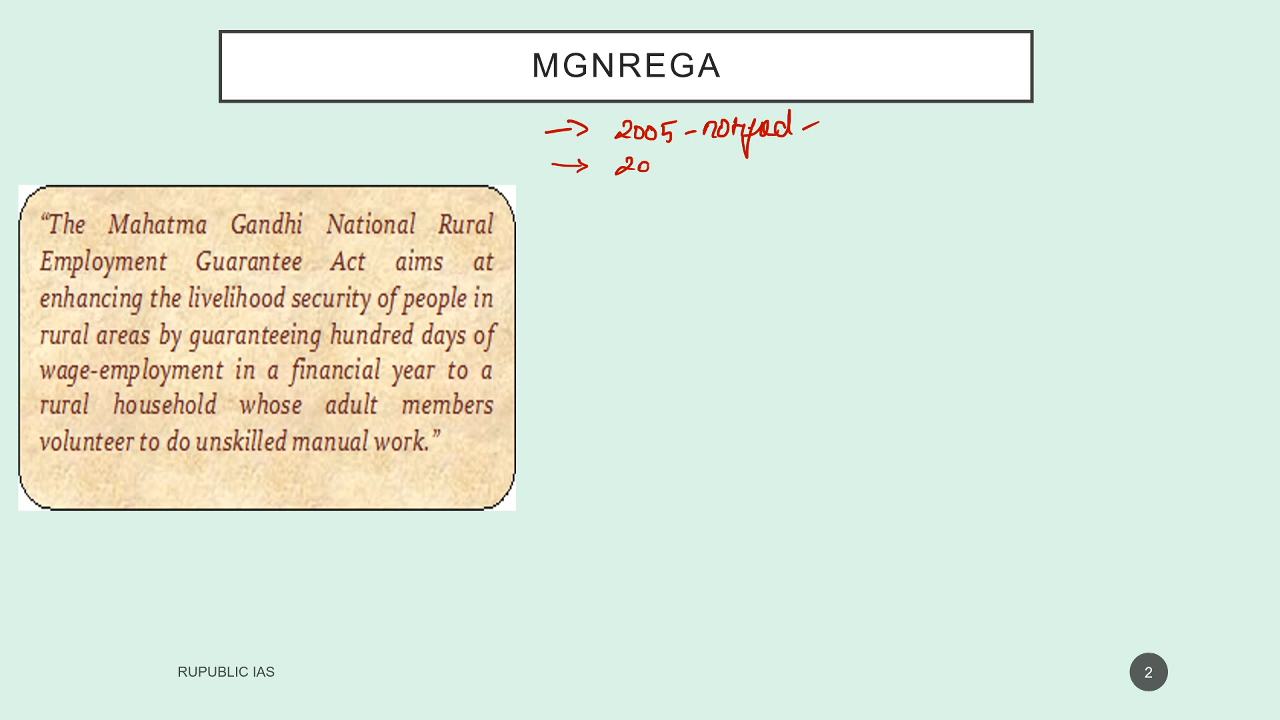 MGNREGA
→ 2005 - notified -
→ 20
“The Mahatma Gandhi National Rural
Employment Guarantee Act aims at
enhancing the livelihood security of people in
rural areas by guaranteeing hundred days of
wage-employment in a financial year to a
rural household whose adult members
volunteer to do unskilled manual work.”
RUPUBLIC IAS
2